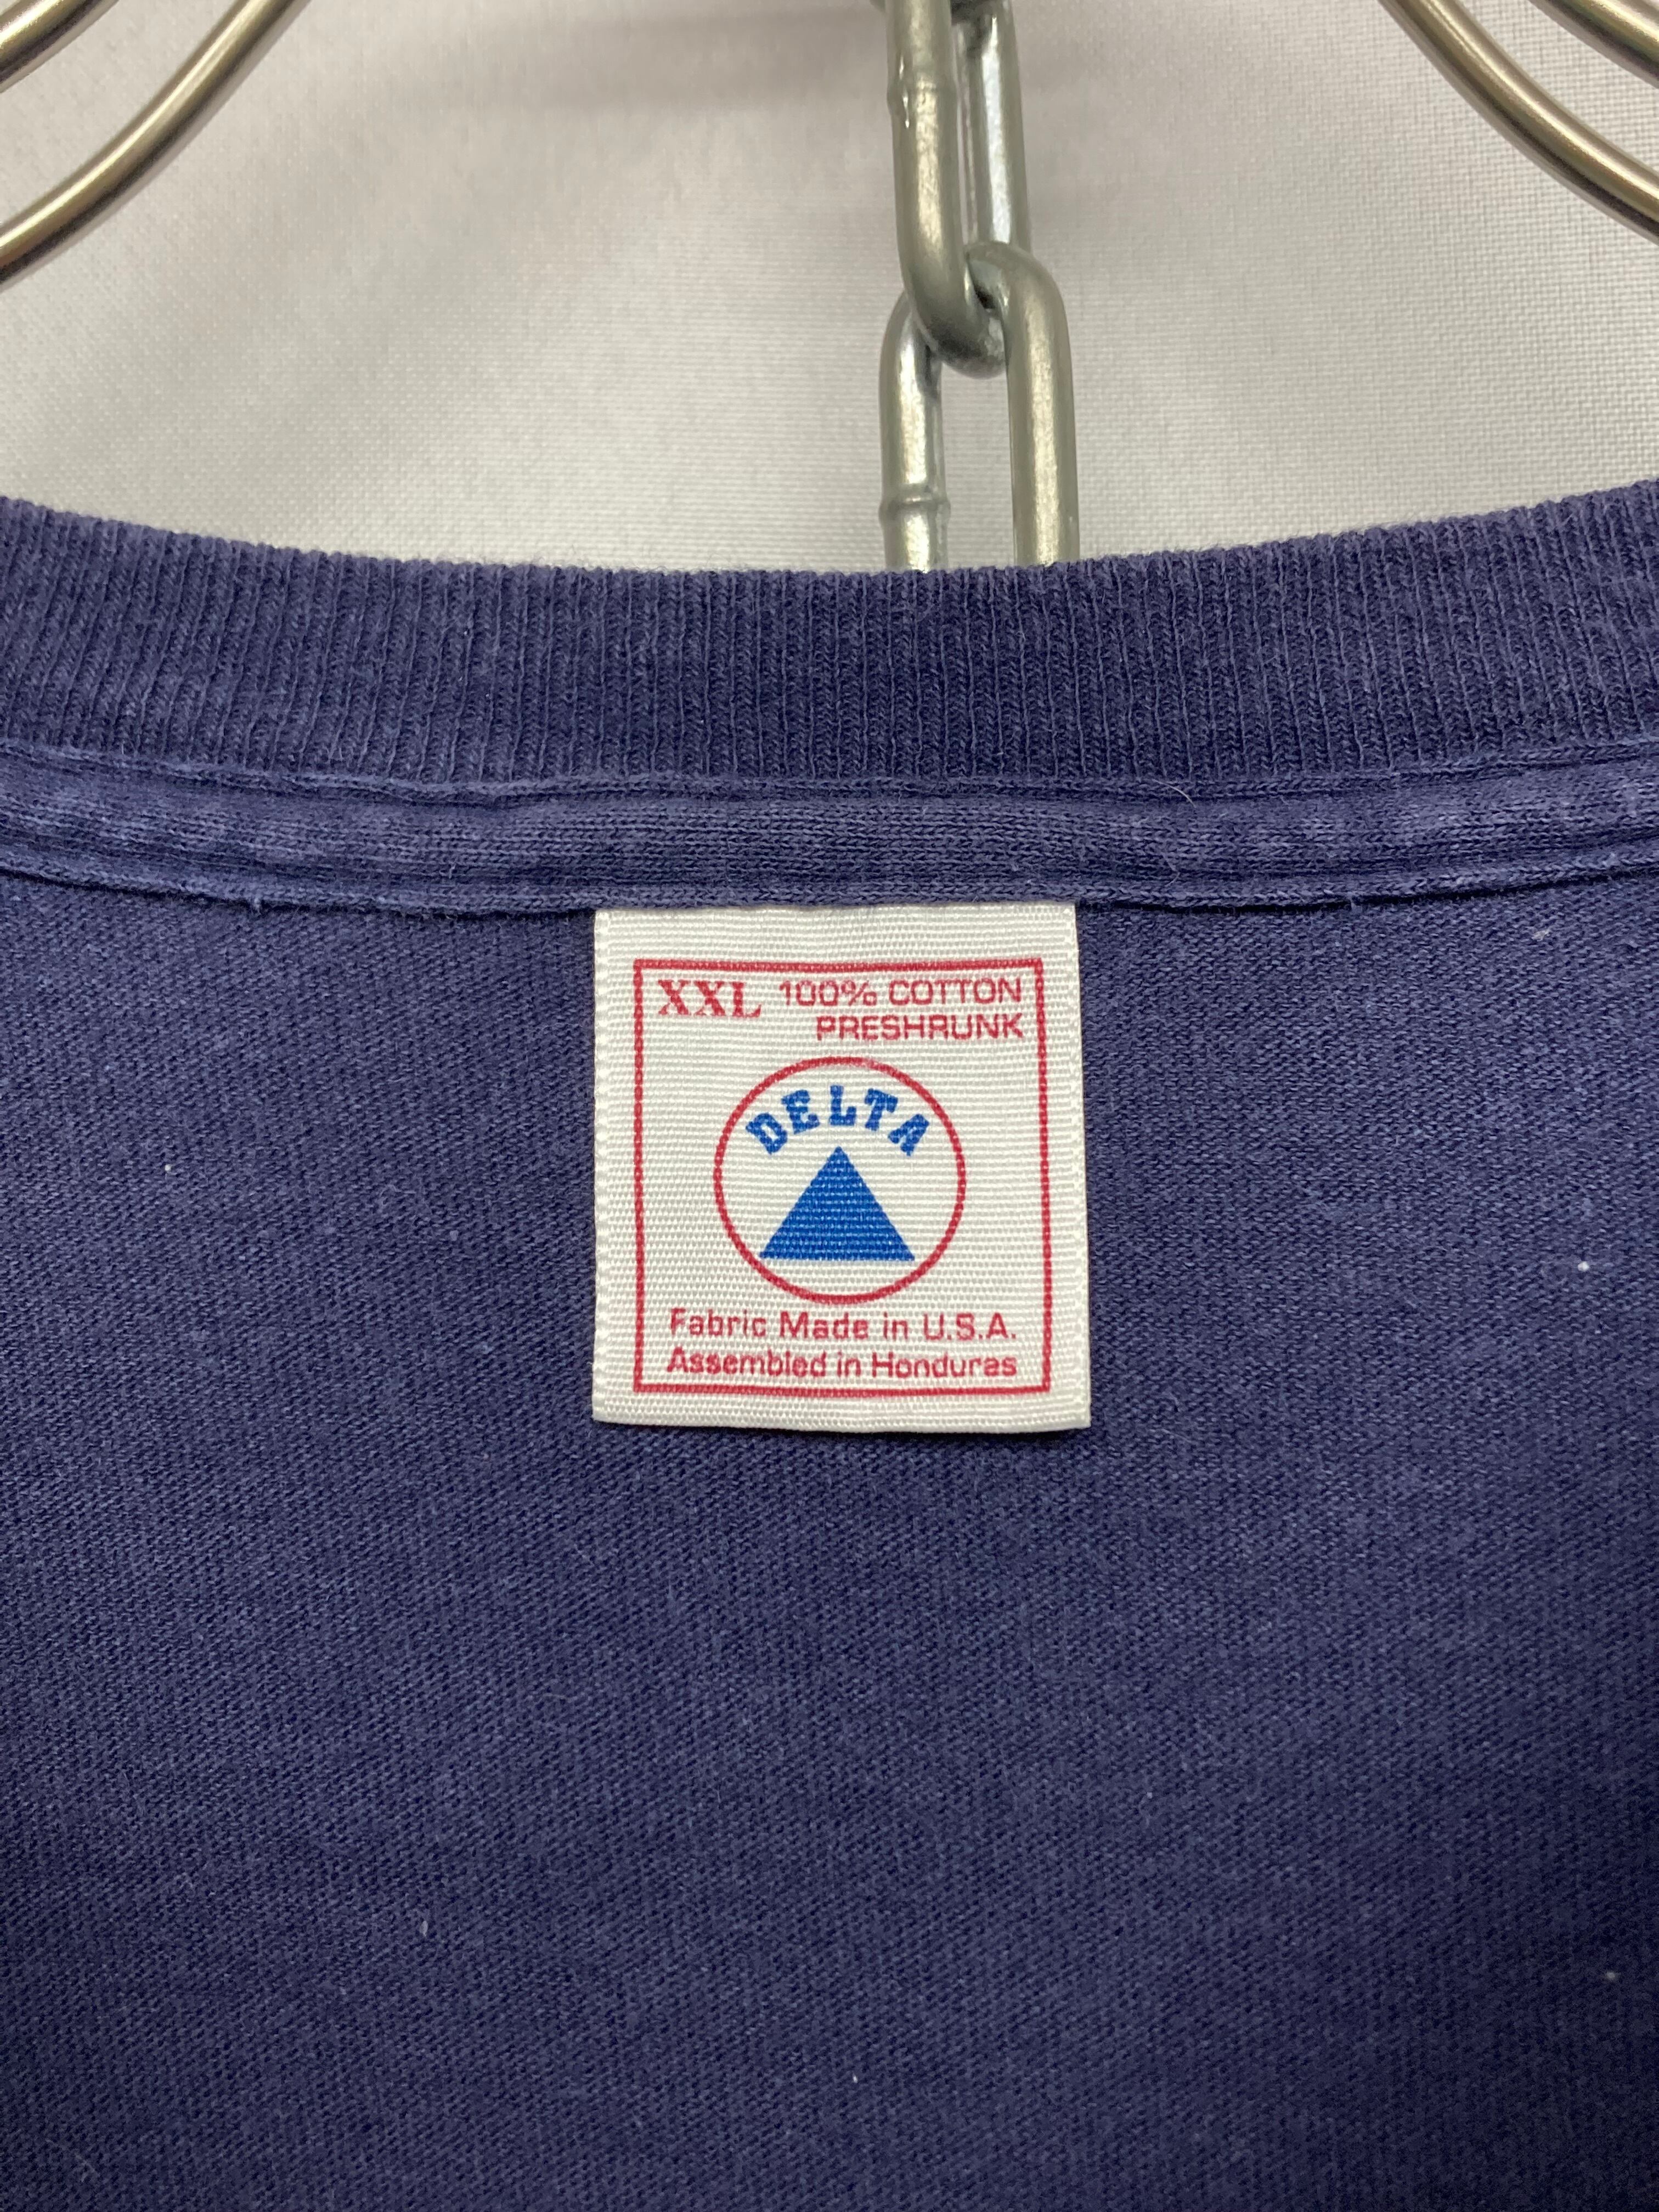 XXL 100% COTTON
PRESHRUNK
DELTA
Fabric Made in U.S.A.
Assembled in Honduras